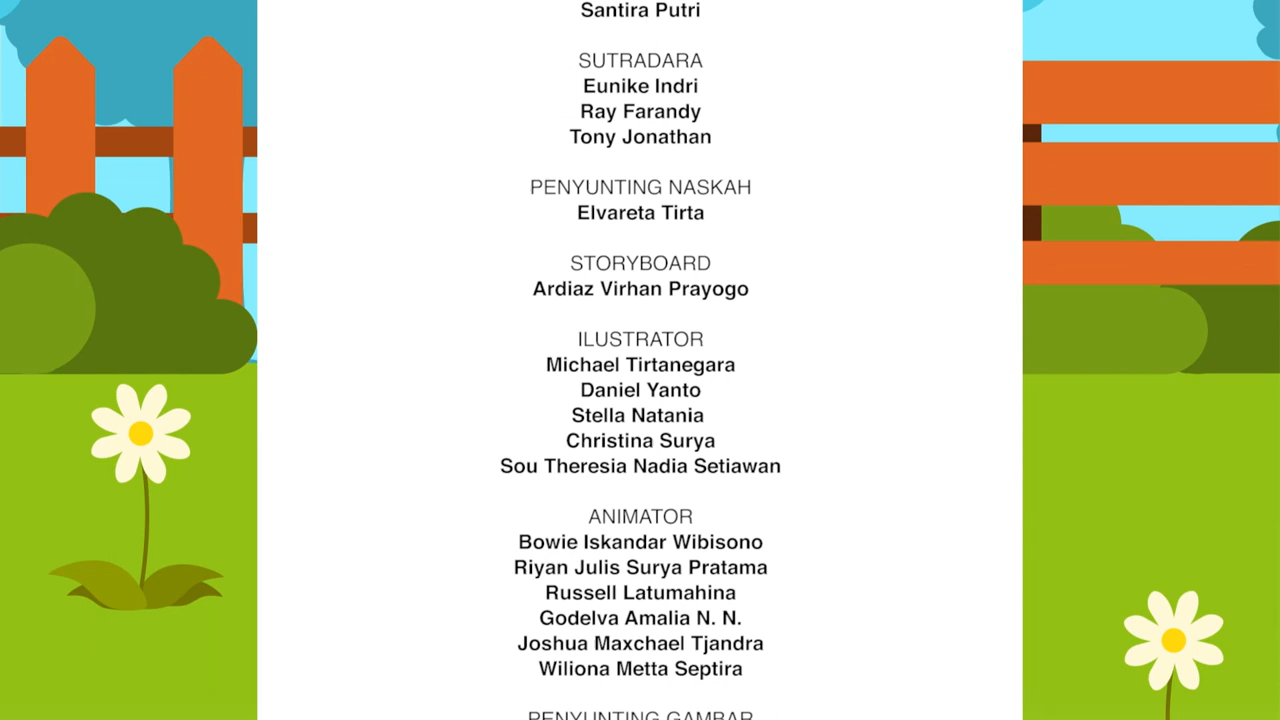 Santira Putri
SUTRADARA
Eunike Indri
Ray Farandy
Tony Jonathan
PENYUNTING NASKAH
Elvareta Tirta
STORYBOARD
Ardiaz Virhan Prayogo
ILUSTRATOR
Michael Tirtanegara
Daniel Yanto
Stella Natania
Christina Surya
Sou Theresia Nadia Setiawan
ANIMATOR
Bowie Iskandar Wibisono
Riyan Julis Surya Pratama
Russell Latumahina
Godelva Amalia N. N.
Joshua Maxchael Tjandra
Wiliona Metta Septira
PENYUNTING GAMBAR